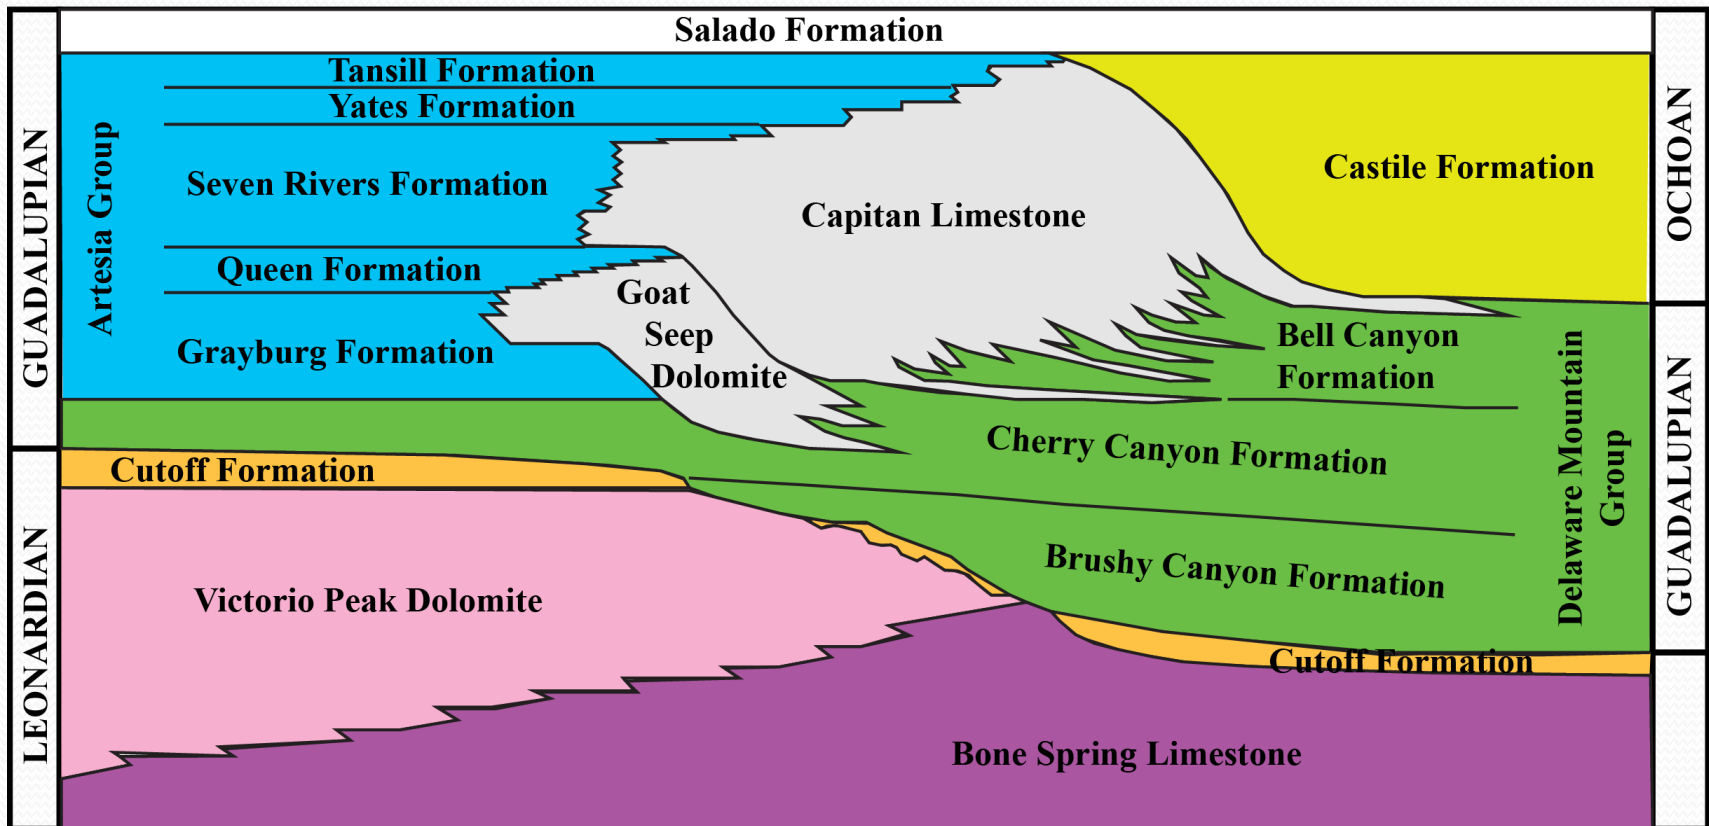 Salado Formation
Tansill Formation
Yates Formation
Seven Rivers Formation
Queen Formation
Grayburg Formation
Artesia Group
GUADALUPIAN
LEONARDIAN
Capitan Limestone
Goat
Seep
Dolomite
Castile Formation
Bell Canyon
Formation
Cherry Canyon Formation
Brushy Canyon Formation
Delaware Mountain
Group
OCHOAN
GUADALUPIAN
Cutoff Formation
Victorio Peak Dolomite
Cutoff Formation
Bone Spring Limestone